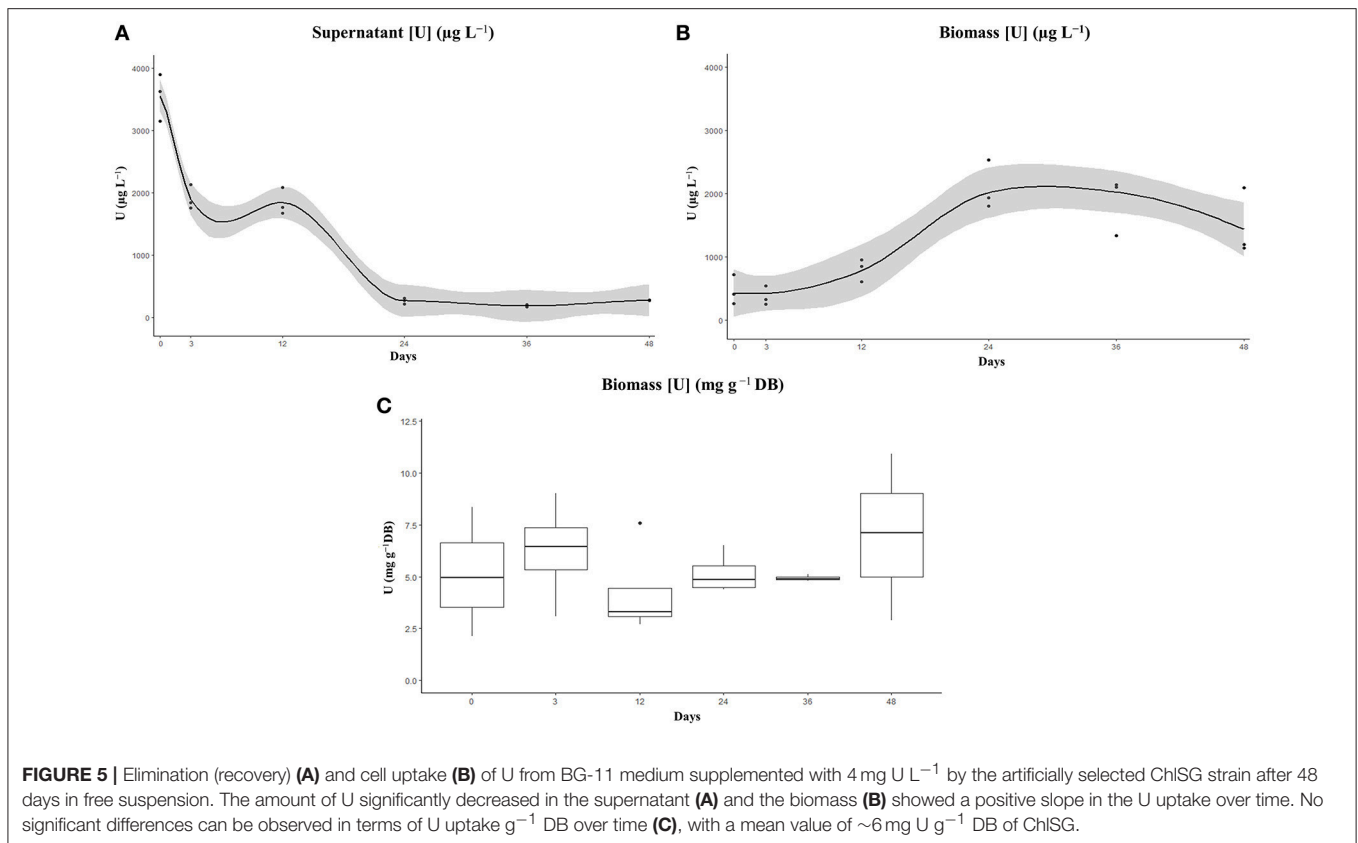 A
Supernatant [U] (µg L⁻¹)
U (µg L⁻¹)
4000
3000
2000
1000
0
0 3 12 24 36 48
Days
B
Biomass [U] (µg L⁻¹)
U (µg L⁻¹)
4000
3000
2000
1000
0
0 3 12 24 36 48
Days
Biomass [U] (mg g⁻¹ DB)
C
U (mg g⁻¹DB)
12.5
10.0
7.5
5.0
2.5
0.0
0 3 12 24 36 48
Days
FIGURE 5 | Elimination (recovery) (A) and cell uptake (B) of U from BG-11 medium supplemented with 4 mg U L⁻¹ by the artificially selected ChlSG strain after 48
days in free suspension. The amount of U significantly decreased in the supernatant (A) and the biomass (B) showed a positive slope in the U uptake over time. No
significant differences can be observed in terms of U uptake g⁻¹ DB over time (C), with a mean value of ~6 mg U g⁻¹ DB of ChlSG.